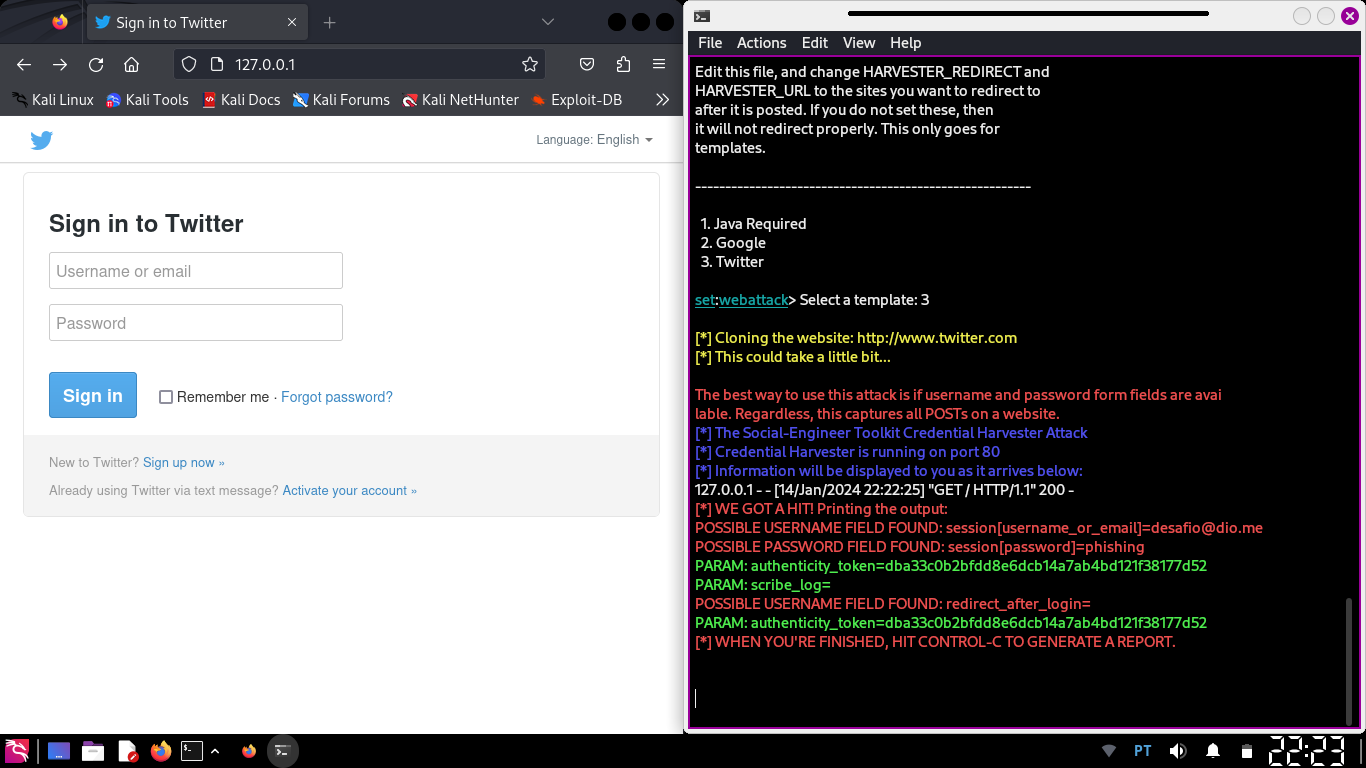 Sign in to Twitter
127.0.0.1
Kali Linux Kali Tools Kali Docs Kali Forums Kali NetHunter Exploit-DB
Language: English
Sign in to Twitter
Username or email
Password
Sign in Remember me · Forgot password?
New to Twitter? Sign up now »
Already using Twitter via text message? Activate your account »
File Actions Edit View Help
Edit this file, and change HARVESTER_REDIRECT and
HARVESTER_URL to the sites you want to redirect to
after it is posted. If you do not set these, then
it will not redirect properly. This only goes for
templates.
--------------------------------------------------------
1. Java Required
2. Google
3. Twitter
set:webattack> Select a template: 3
[*] Cloning the website: http://www.twitter.com
[*] This could take a little bit...
The best way to use this attack is if username and password form fields are avai
lable. Regardless, this captures all POSTs on a website.
[*] The Social-Engineer Toolkit Credential Harvester Attack
[*] Credential Harvester is running on port 80
[*] Information will be displayed to you as it arrives below:
127.0.0.1 - - [14/Jan/2024 22:22:25] "GET / HTTP/1.1" 200 -
[*] WE GOT A HIT! Printing the output:
POSSIBLE USERNAME FIELD FOUND: session[username_or_email]=desafio@dio.me
POSSIBLE PASSWORD FIELD FOUND: session[password]=phishing
PARAM: authenticity_token=dba33c0b2bfdd8e6dcb14a7ab4bd121f38177d52
PARAM: scribe_log=
POSSIBLE USERNAME FIELD FOUND: redirect_after_login=
PARAM: authenticity_token=dba33c0b2bfdd8e6dcb14a7ab4bd121f38177d52
[*] WHEN YOU'RE FINISHED, HIT CONTROL-C TO GENERATE A REPORT.
PT 22:23